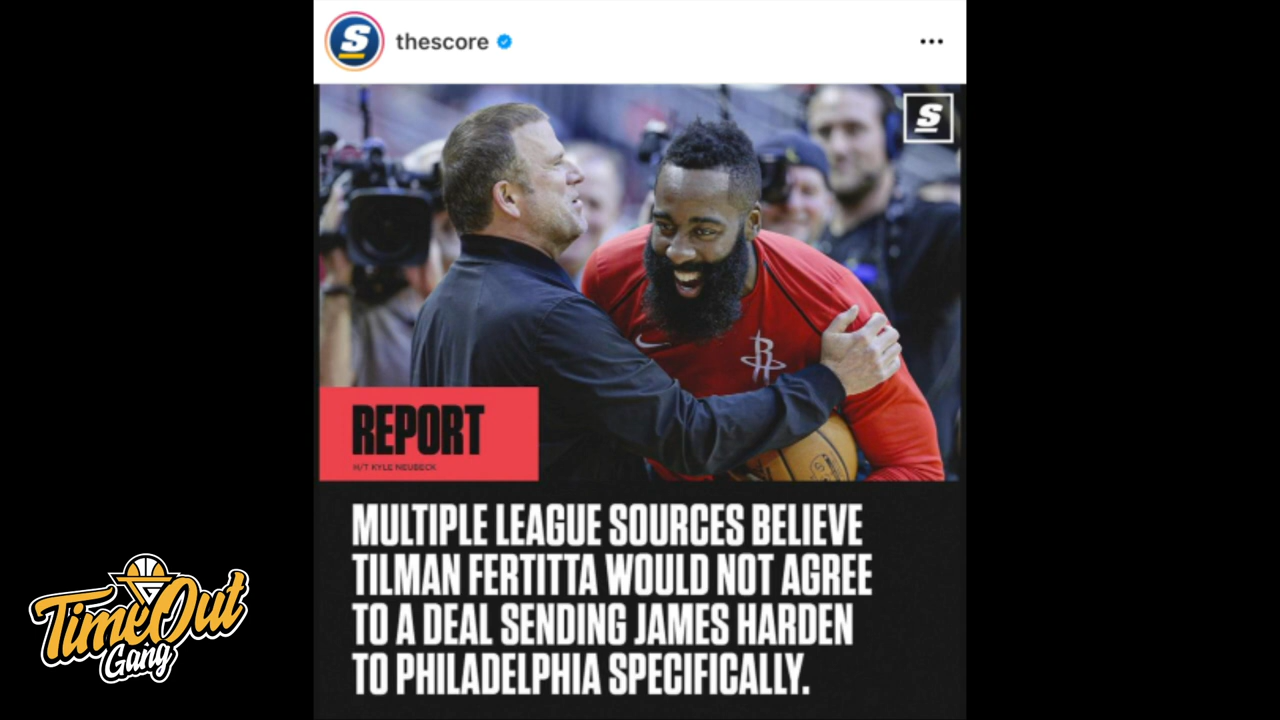 thescore
S
REPORT
H/T KYLE NEUBECK
MULTIPLE LEAGUE SOURCES BELIEVE
TILMAN FERTITTA WOULD NOT AGREE
TO A DEAL SENDING JAMES HARDEN
TO PHILADELPHIA SPECIFICALLY.
TimeOut
Gang